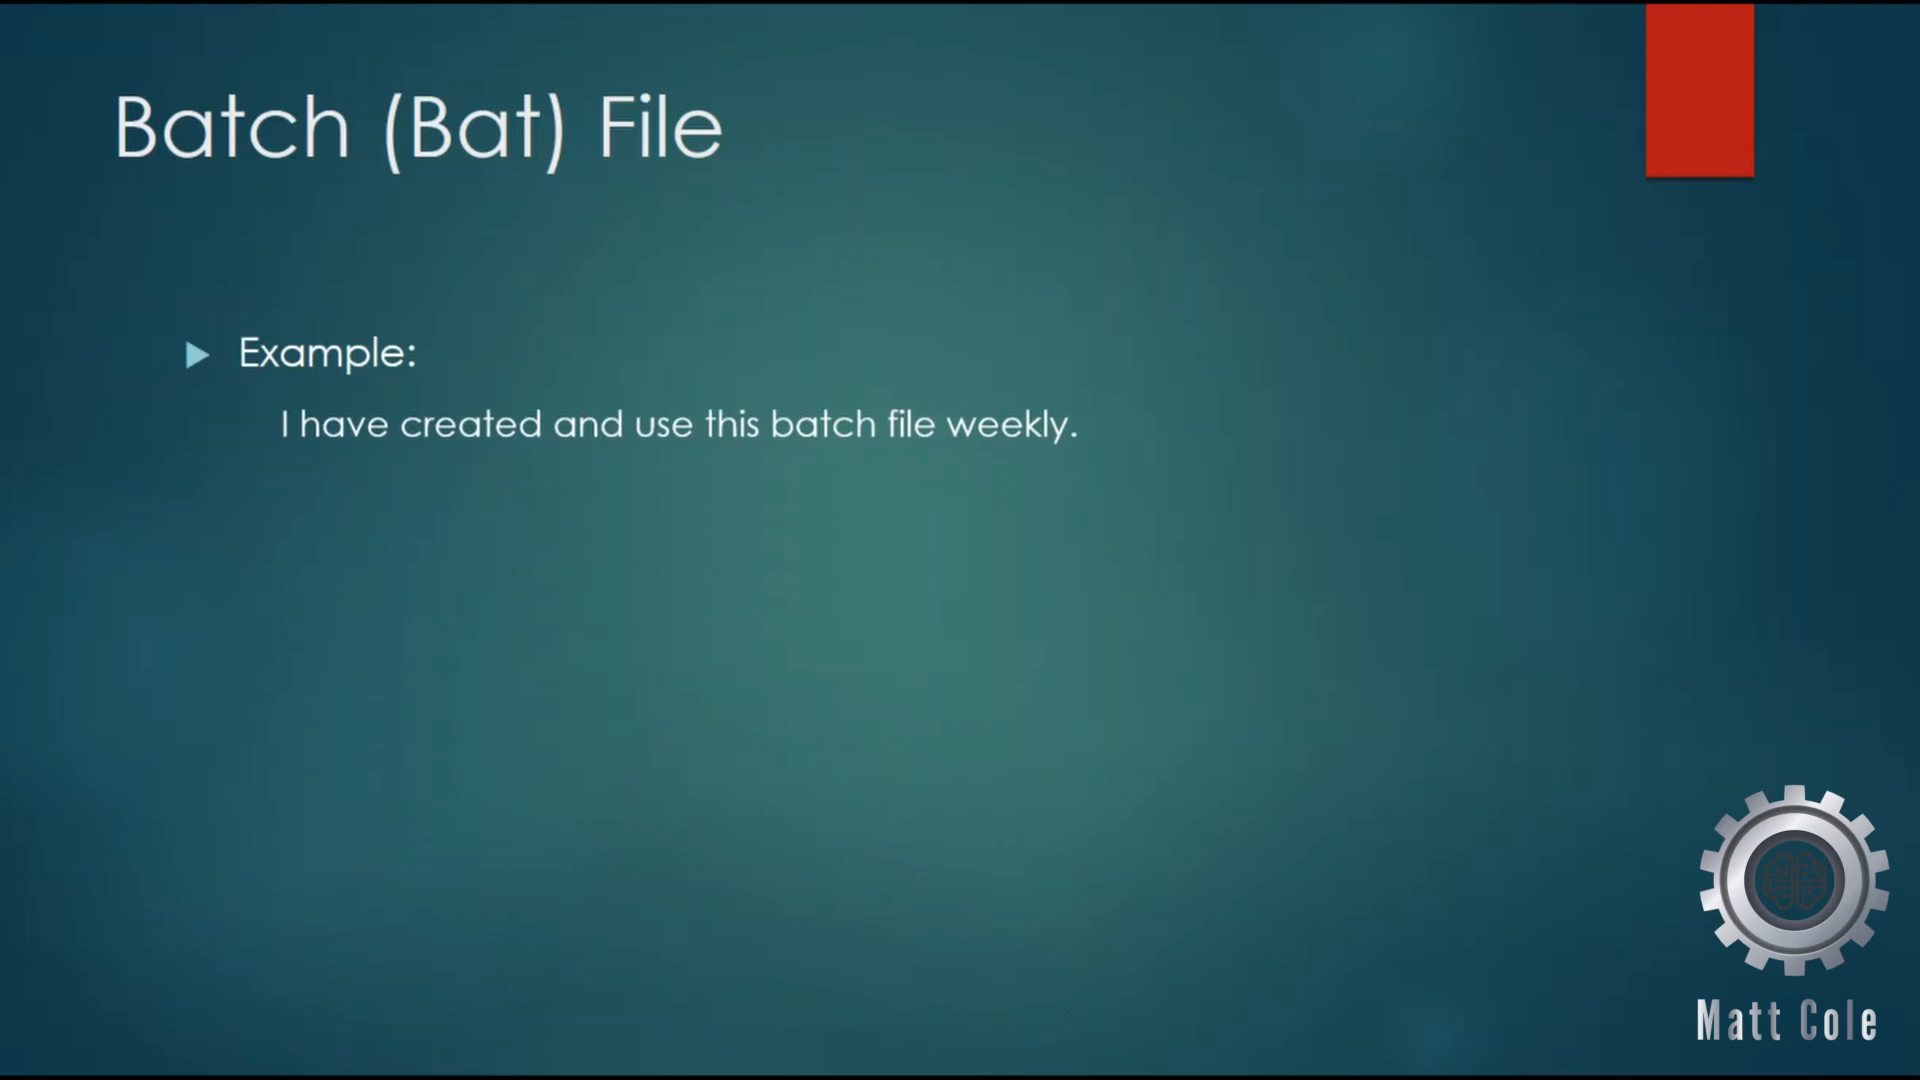 Batch (Bat) File
Example:
I have created and use this batch file weekly.
Matt Cole